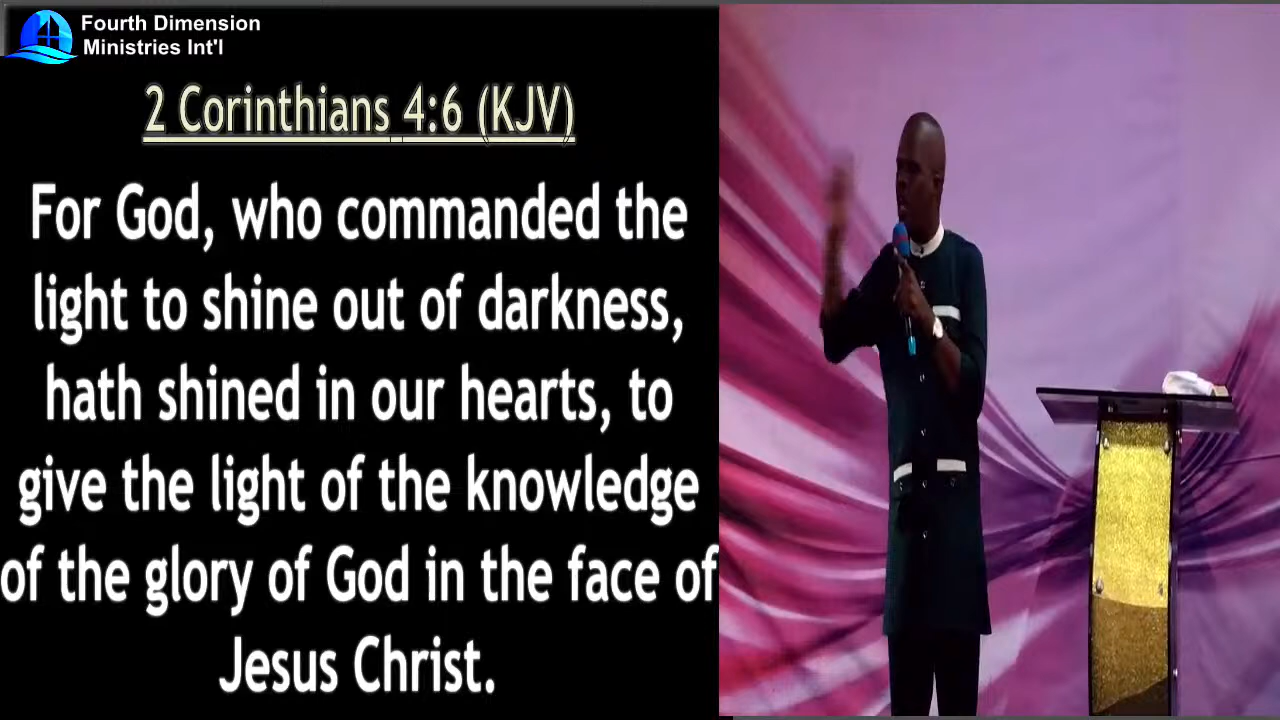 Fourth Dimension
Ministries Int'l
2 Corinthians 4:6 (KJV)
For God, who commanded the
light to shine out of darkness,
hath shined in our hearts, to
give the light of the knowledge
of the glory of God in the face of
Jesus Christ.